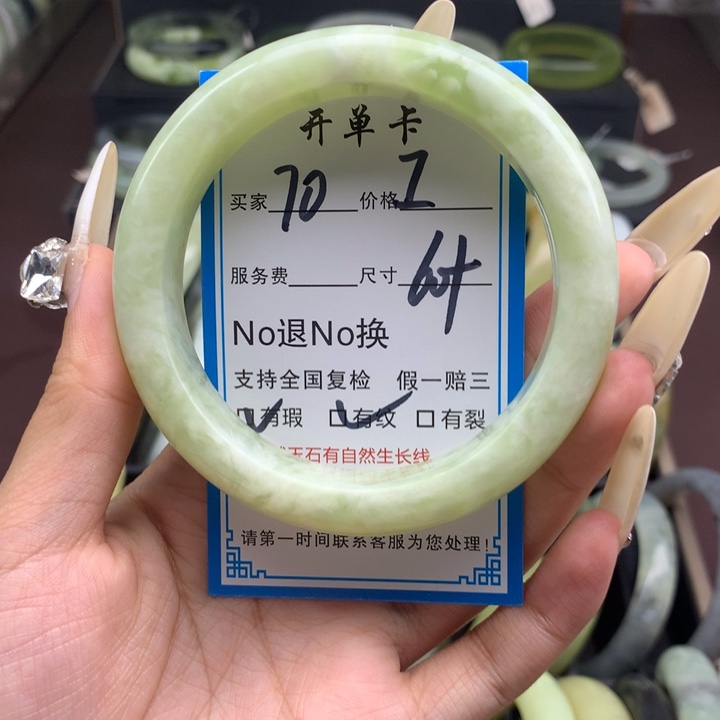 开单卡
买家 70 价格 工
服务费 尺寸 64
No退No换
支持全国复检 假一赔三
有瑕 有纹 □有裂
玉石有自然生长线
请第一时间联系客服为您处理!